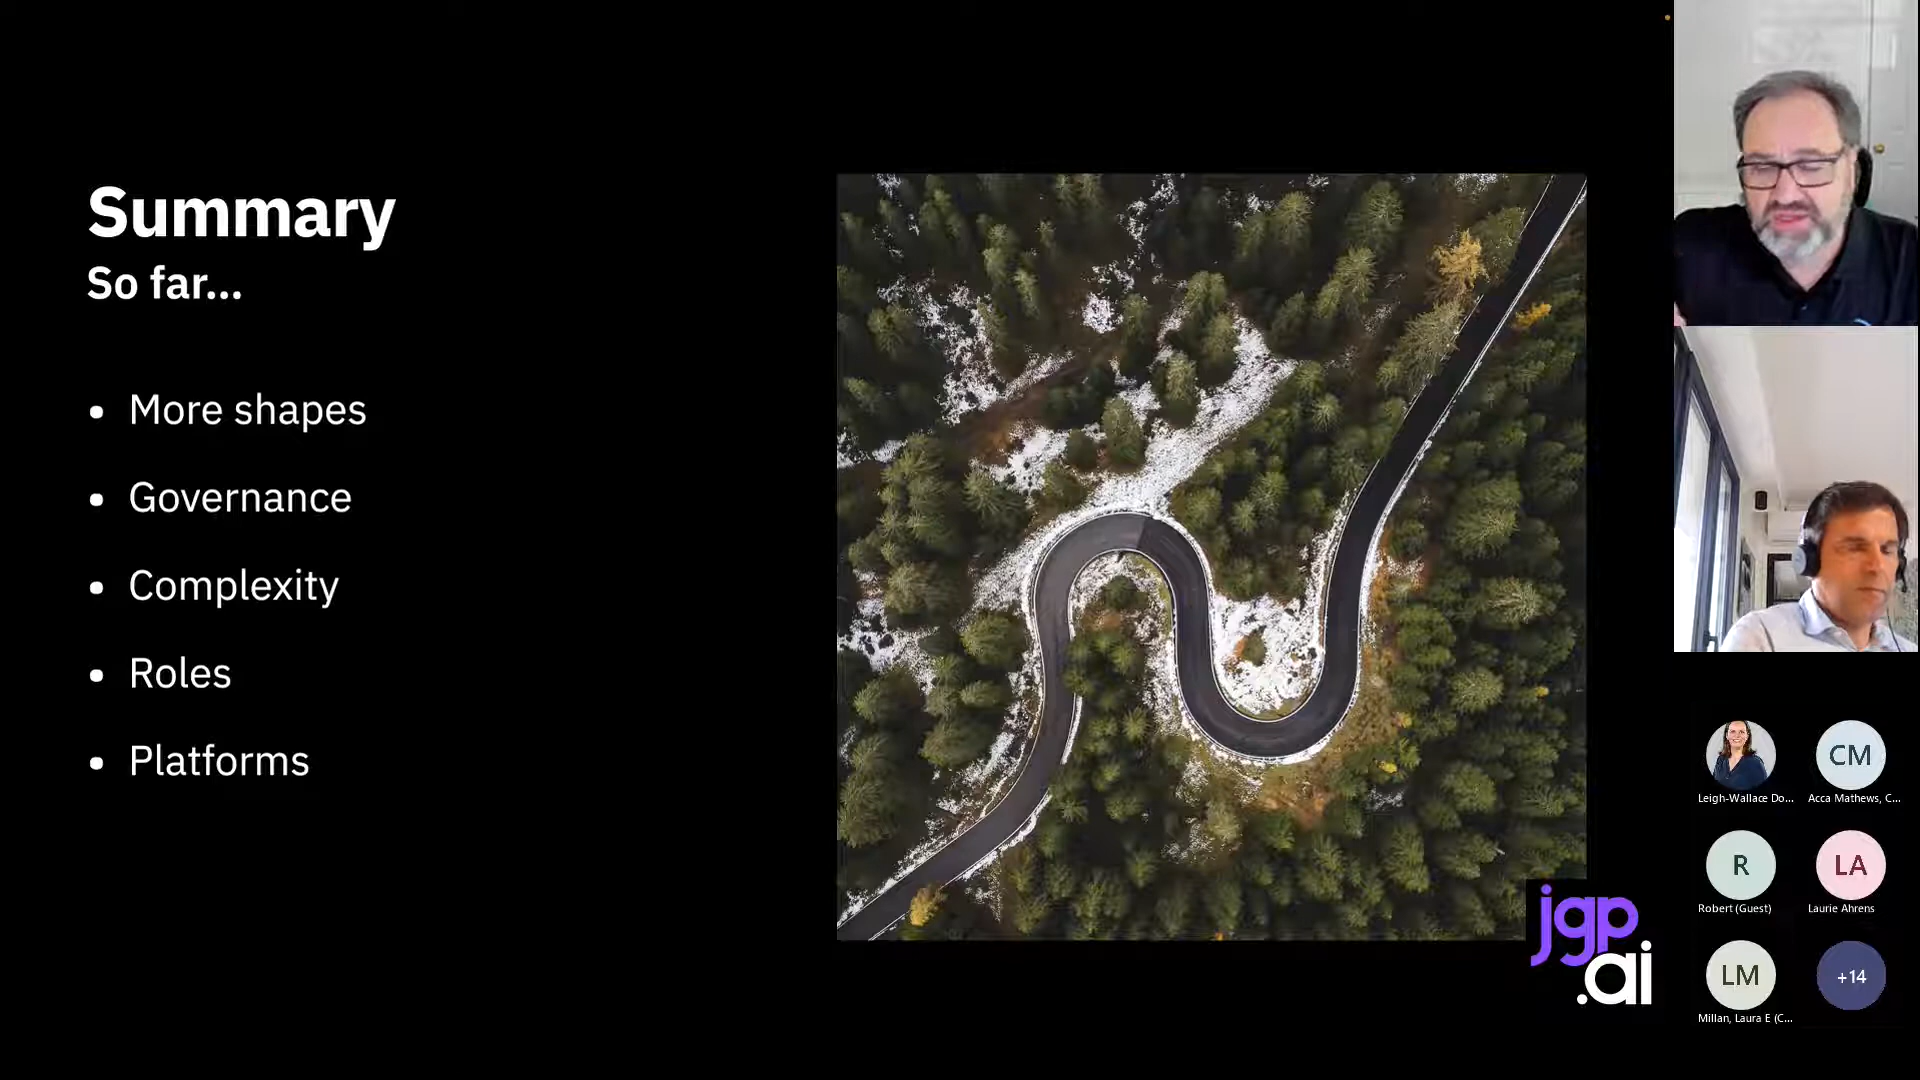 Summary
So far...
• More shapes
• Governance
• Complexity
• Roles
• Platforms
jgp
.ai
CM
Leigh-Wallace Do...
Acca Mathews, C...
R
LA
Robert (Guest)
Laurie Ahrens
LM
+14
Millan, Laura E (C...